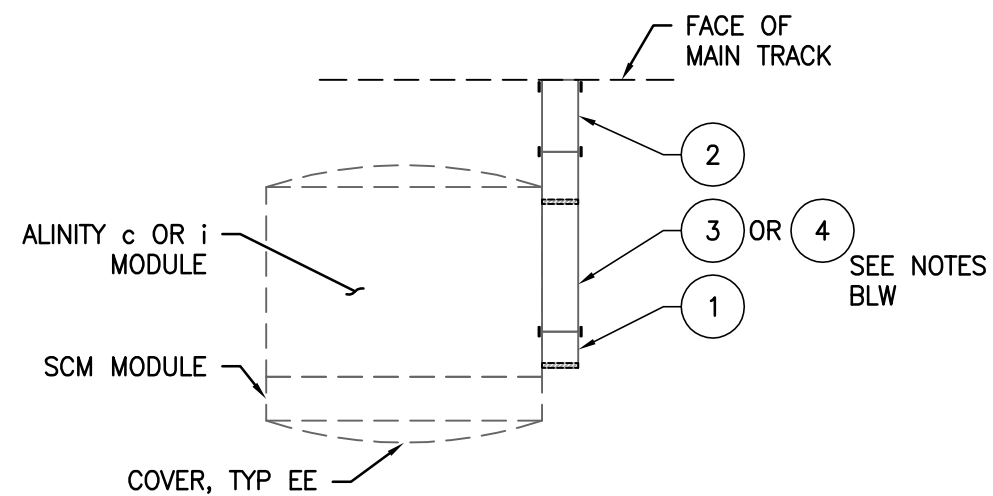 FACE OF
MAIN TRACK
2
ALINITY c OR i
MODULE
3 OR 4
SEE NOTES
BLW
1
SCM MODULE
COVER, TYP EE